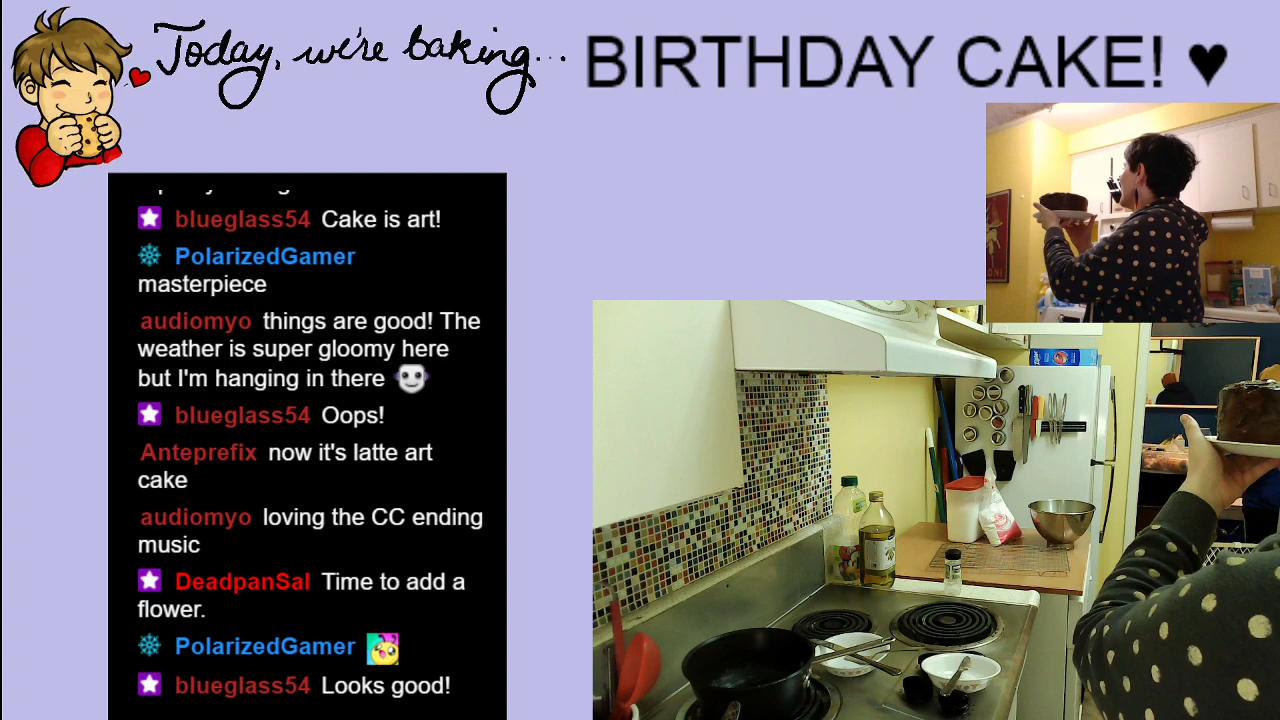 Today, we're baking... BIRTHDAY CAKE! ♥
blueglass54 Cake is art!
PolarizedGamer
masterpiece
audiomyo things are good! The
weather is super gloomy here
but I'm hanging in there
blueglass54 Oops!
Anteprefix now it's latte art
cake
audiomyo loving the CC ending
music
DeadpanSal Time to add a
flower.
PolarizedGamer
blueglass54 Looks good!